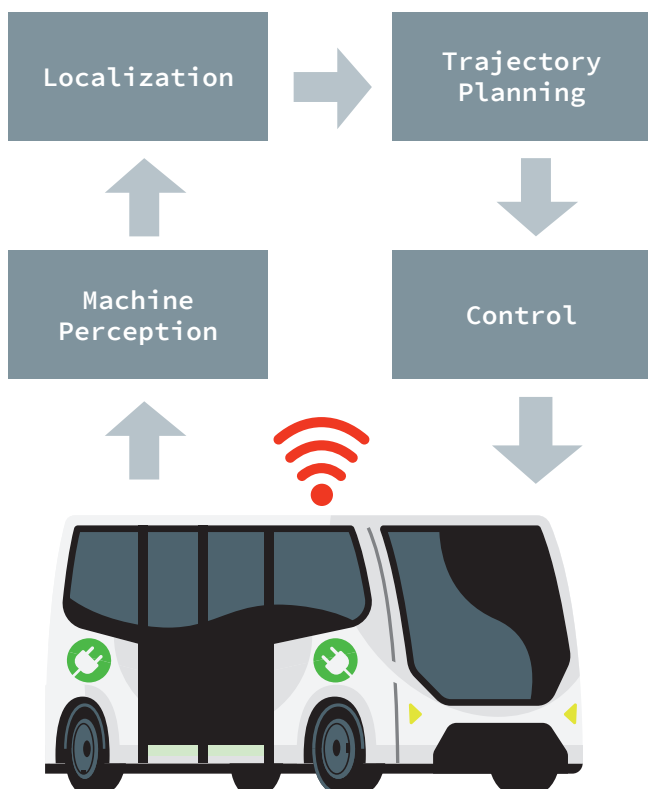 Localization
Trajectory
Planning
Machine
Perception
Control